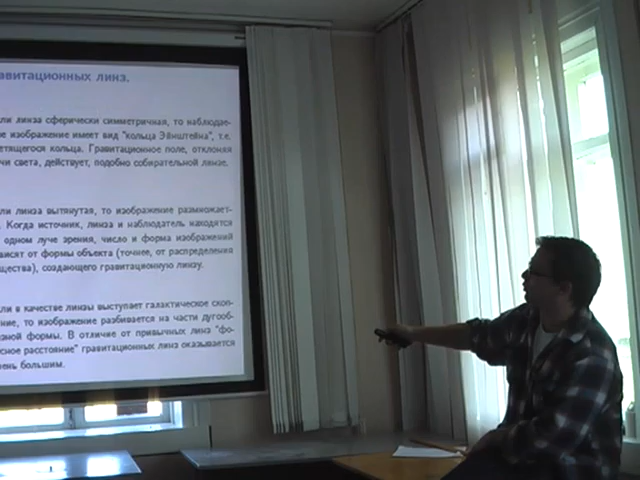 авитационных линз.
ли линза сферически симметричная, то наблюдае-
е изображение имеет вид "кольца Эйнштейна", т.е.
етящегося кольца. Гравитационное поле, отклоняя
чи света, действует, подобно собирательной линзе.
ли линза вытянутая, то изображение размножает-
. Когда источник, линза и наблюдатель находятся
одном луче зрения, число и форма изображений
висят от формы объекта (точнее, от распределения
щества), создающего гравитационную линзу.
ли в качестве линзы выступает галактическое скоп-
ние, то изображение разбивается на части дугооб-
зной формы. В отличие от привычных линз "фо-
сное расстояние" гравитационных линз оказывается
ень большим.